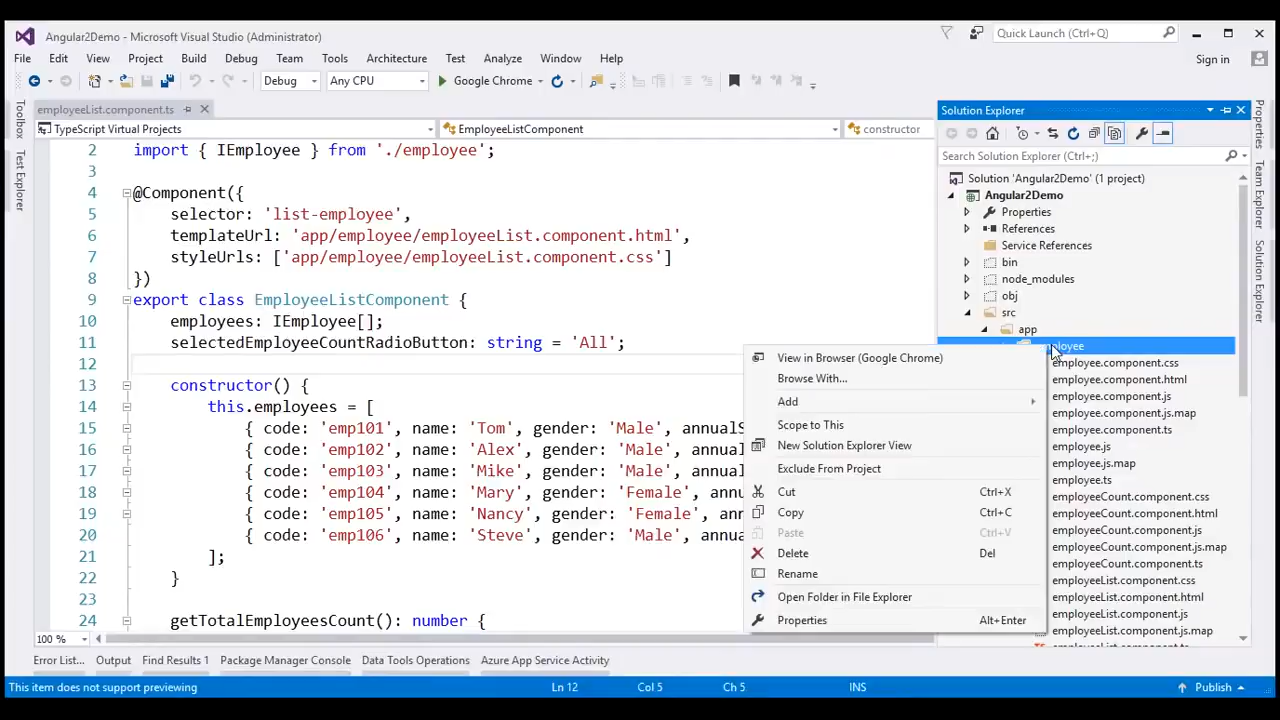 Angular2Demo - Microsoft Visual Studio (Administrator)
Quick Launch (Ctrl+Q)
File Edit View Project Build Debug Team Tools Architecture Test Analyze Window Help
Sign in
Debug Any CPU Google Chrome
Toolbox
Test Explorer
employeeList.component.ts
TypeScript Virtual Projects EmployeeListComponent constructor
2 import { IEmployee } from './employee';
3
4 @Component({
5 selector: 'list-employee',
6 templateUrl: 'app/employee/employeeList.component.html',
7 styleUrls: ['app/employee/employeeList.component.css']
8 })
9 export class EmployeeListComponent {
10 employees: IEmployee[];
11 selectedEmployeeCountRadioButton: string = 'All';
12
13 constructor() {
14 this.employees = [
15 { code: 'emp101', name: 'Tom', gender: 'Male', annualS
16 { code: 'emp102', name: 'Alex', gender: 'Male', annua
17 { code: 'emp103', name: 'Mike', gender: 'Male', annua
18 { code: 'emp104', name: 'Mary', gender: 'Female', ann
19 { code: 'emp105', name: 'Nancy', gender: 'Female', an
20 { code: 'emp106', name: 'Steve', gender: 'Male', annua
21 ];
22 }
23
24 getTotalEmployeesCount(): number {
100 %
View in Browser (Google Chrome)
Browse With...
Add
Scope to This
New Solution Explorer View
Exclude From Project
Cut Ctrl+X
Copy Ctrl+C
Paste Ctrl+V
Delete Del
Rename
Open Folder in File Explorer
Properties Alt+Enter
Solution Explorer
Search Solution Explorer (Ctrl+;)
Solution 'Angular2Demo' (1 project)
Angular2Demo
Properties
References
Service References
bin
node_modules
obj
src
app
employee.component.css
employee.component.html
employee.component.js
employee.component.js.map
employee.component.ts
employee.js
employee.js.map
employee.ts
employeeCount.component.css
employeeCount.component.html
employeeCount.component.js
employeeCount.component.js.map
employeeCount.component.ts
employeeList.component.css
employeeList.component.html
employeeList.component.js
employeeList.component.js.map
Properties
Team Explorer
Solution Explorer
Error List... Output Find Results 1 Package Manager Console Data Tools Operations Azure App Service Activity
This item does not support previewing Ln 12 Col 5 Ch 5 INS Publish